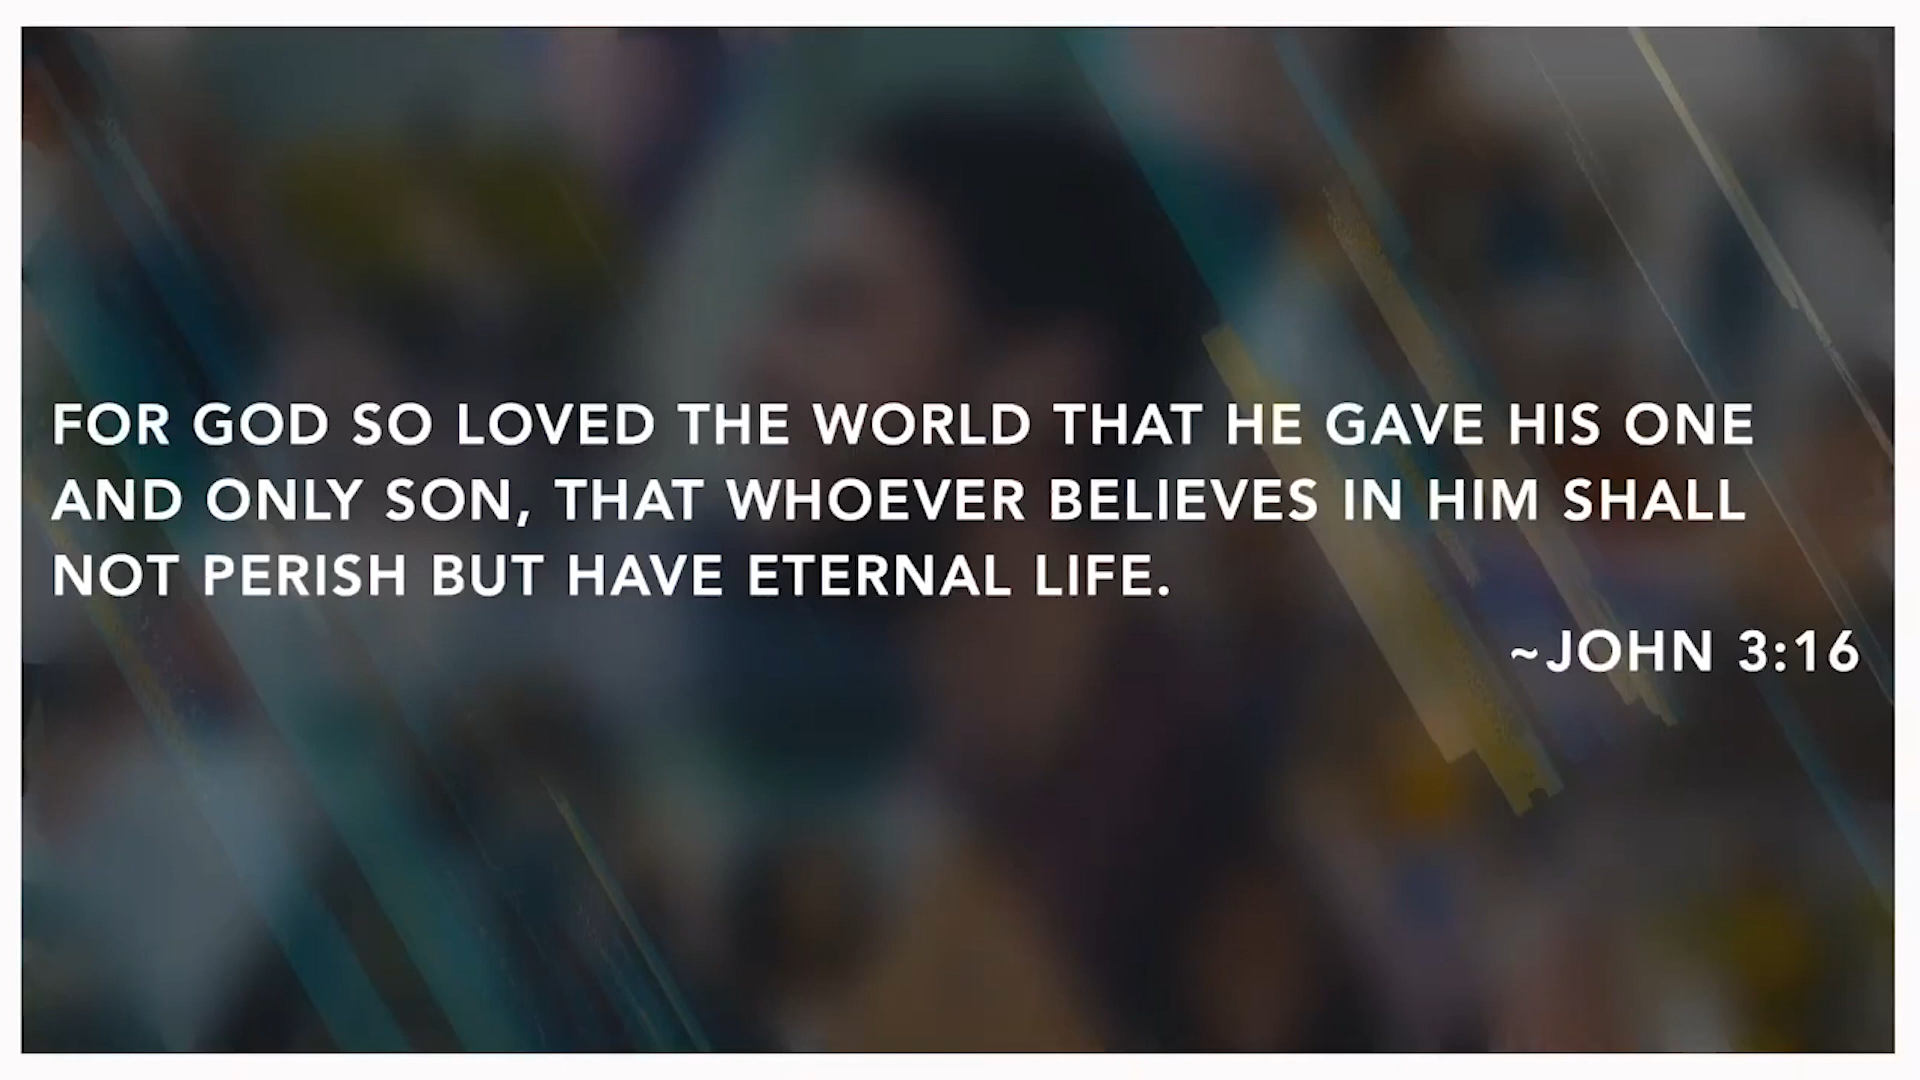 FOR GOD SO LOVED THE WORLD THAT HE GAVE HIS ONE
AND ONLY SON, THAT WHOEVER BELIEVES IN HIM SHALL
NOT PERISH BUT HAVE ETERNAL LIFE.
~JOHN 3:16